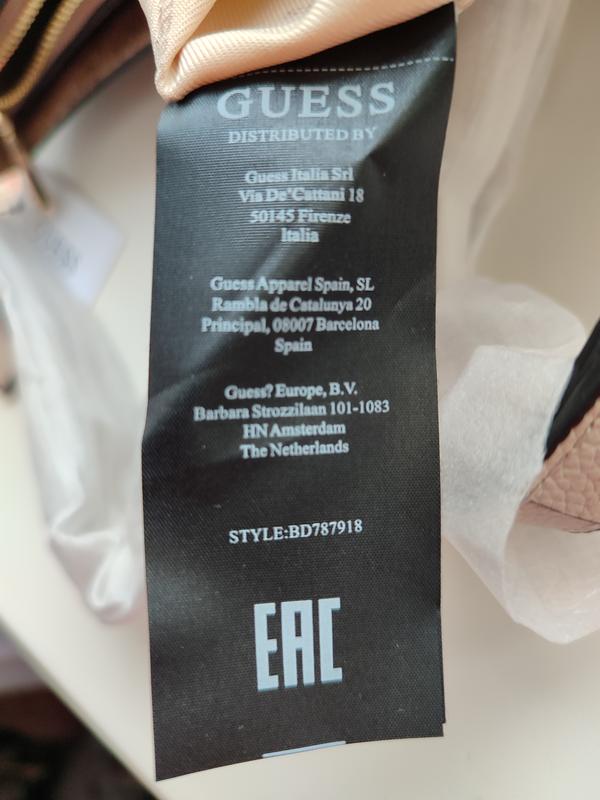 GUESS
DISTRIBUTED BY
Guess Italia Srl
Via De'Cattani 18
50145 Firenze
Italia
Guess Apparel Spain, SL
Rambla de Catalunya 20
Principal, 08007 Barcelona
Spain
Guess? Europe, B.V.
Barbara Strozzilaan 101-1083
HN Amsterdam
The Netherlands
STYLE:BD787918
EAC